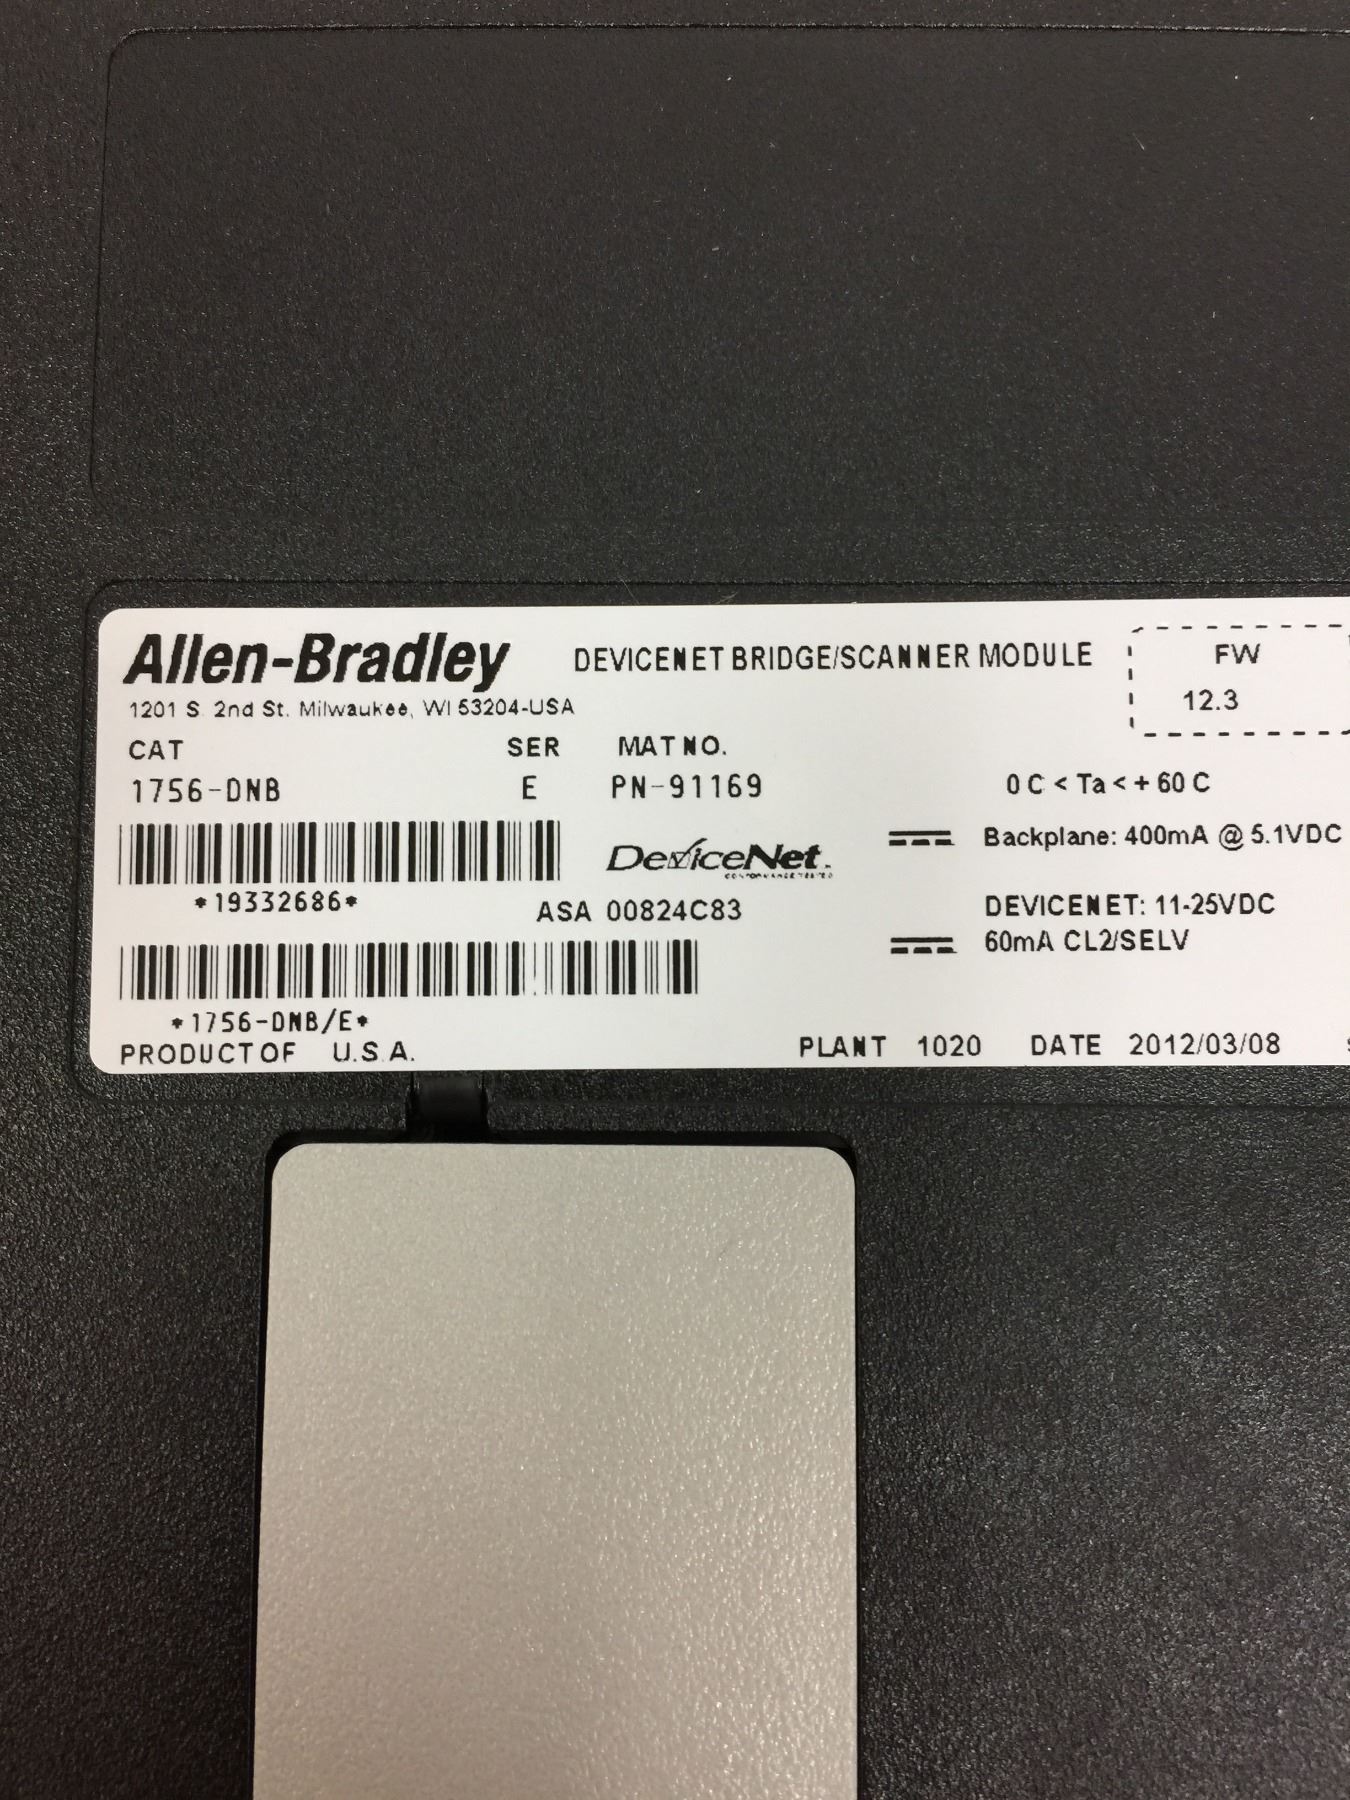 Allen-Bradley DEVICENET BRIDGE/SCANNER MODULE FW
1201 S. 2nd St. Milwaukee, WI 53204-USA 12.3
CAT SER MAT NO.
1756-DNB E PN-91169 0 C < Ta < + 60 C
DeviceNet. Backplane: 400mA @ 5.1VDC
CONFORMANCE TESTED
*19332686* ASA 00824C83 DEVICENET: 11-25VDC
60mA CL2/SELV
*1756-DNB/E*
PRODUCT OF U.S.A. PLANT 1020 DATE 2012/03/08